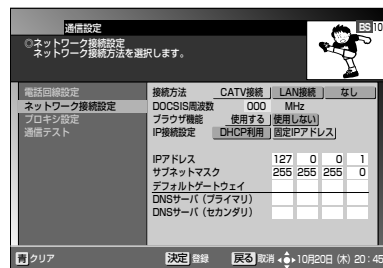 通信設定
BS 10
◎ネットワーク接続設定
ネットワーク接続方法を選択します。
電話回線設定
ネットワーク接続設定
プロキシ設定
通信テスト
接続方法 CATV接続 LAN接続 なし
DOCSIS周波数 000 MHz
ブラウザ機能 使用する 使用しない
IP接続設定 DHCP利用 固定IPアドレス
IPアドレス 127 0 0 1
サブネットマスク 255 255 255 0
デフォルトゲートウェイ
DNSサーバ（プライマリ）
DNSサーバ（セカンダリ）
青 クリア 決定 登録 戻る 取消 10月20日 (木) 20：45